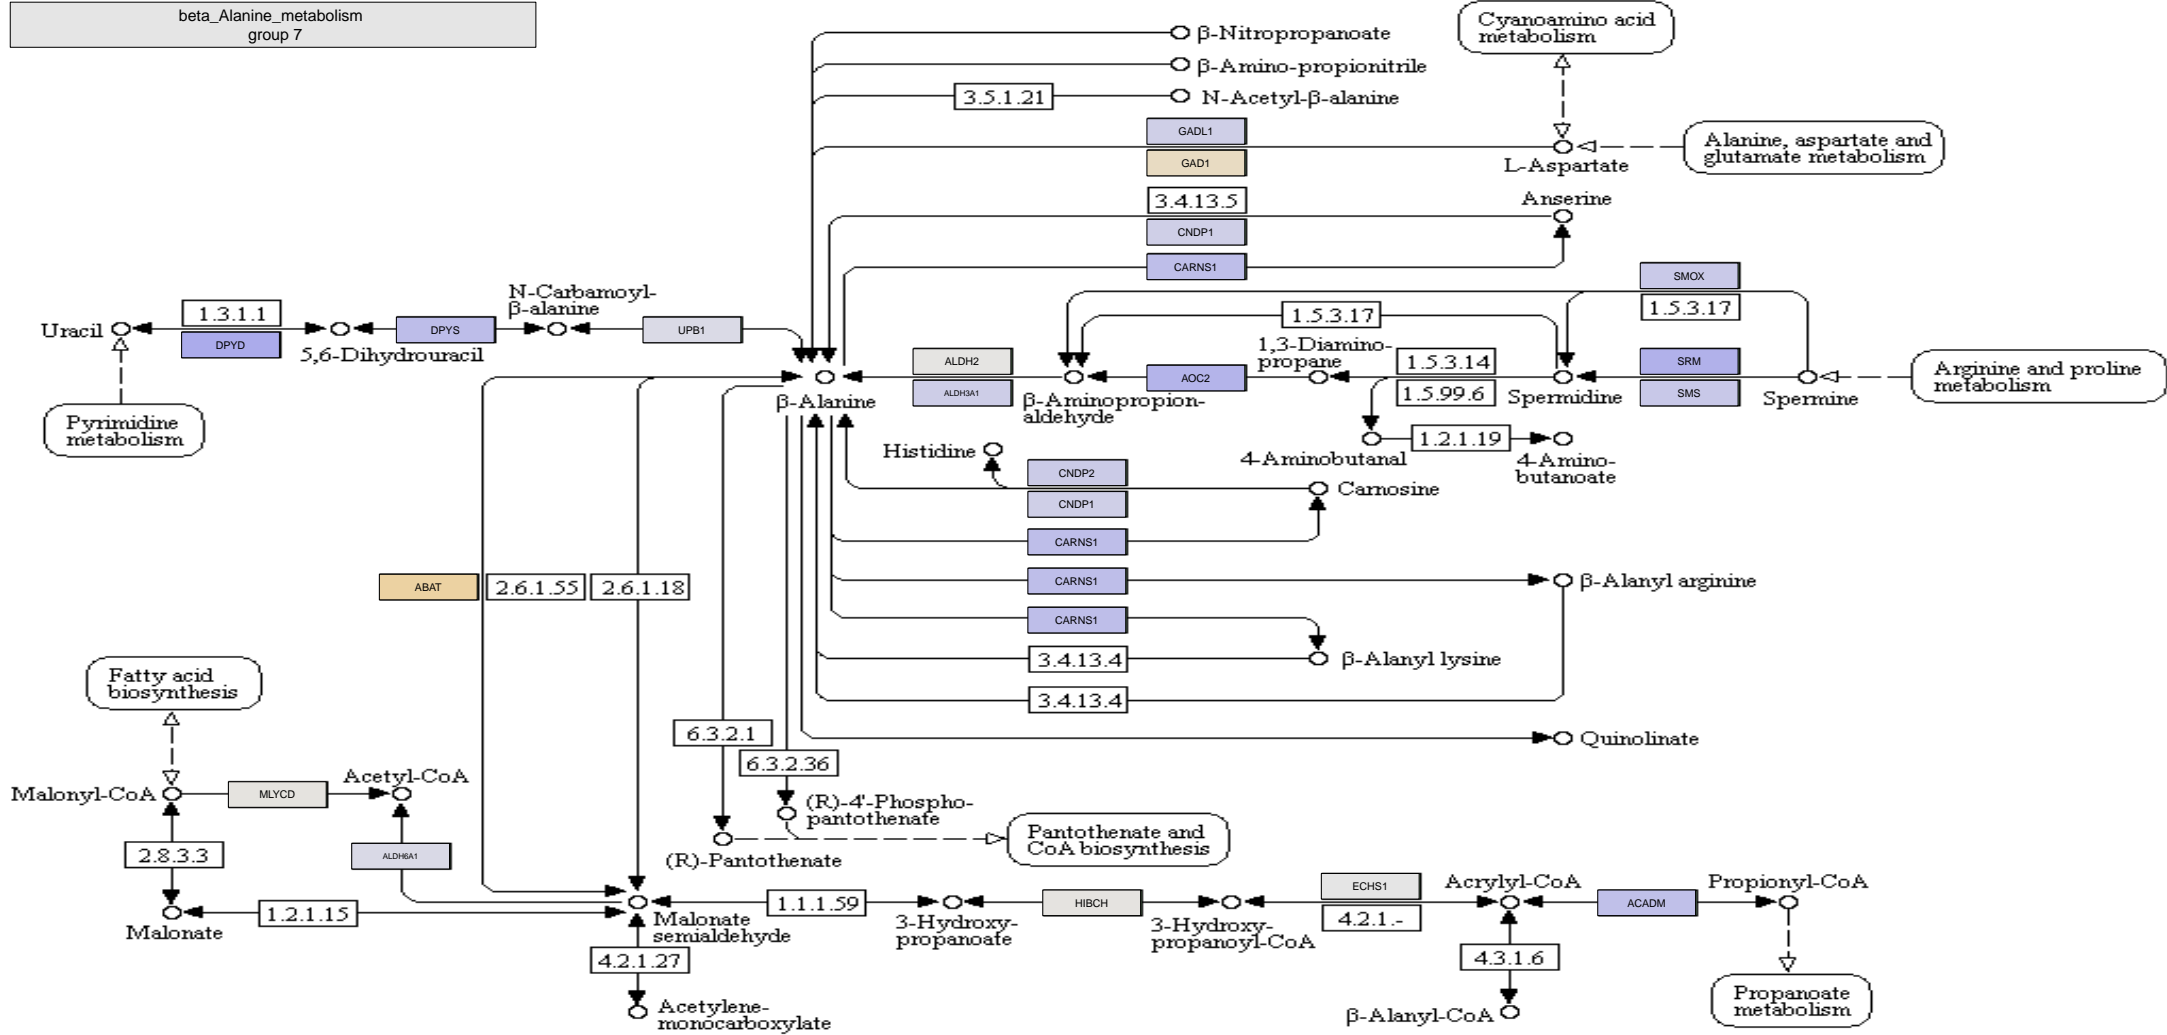 beta_Alanine_metabolism
group 7
β-Nitropropanoate
β-Amino-propionitrile
3.5.1.21
N-Acetyl-β-alanine
Cyanoamino acid
metabolism
GADL1
GAD1
L-Aspartate
Alanine, aspartate and
glutamate metabolism
3.4.13.5
CNDP1
CARNS1
Anserine
Uracil
1.3.1.1
DPYD
5,6-Dihydrouracil
DPYS
N-Carbamoyl-
β-alanine
UPB1
Pyrimidine
metabolism
β-Alanine
ALDH2
ALDH3A1
β-Aminopropion-
aldehyde
AOC2
1,3-Diamino-
propane
1.5.3.17
1.5.3.14
1.5.99.6
Spermidine
SMOX
1.5.3.17
SRM
SMS
Spermine
Arginine and proline
metabolism
4-Aminobutanal
1.2.1.19
4-Amino-
butanoate
Histidine
CNDP2
CNDP1
Carnosine
CARNS1
CARNS1
β-Alanyl arginine
CARNS1
3.4.13.4
β-Alanyl lysine
3.4.13.4
Quinolinate
ABAT
2.6.1.55
2.6.1.18
6.3.2.1
6.3.2.36
(R)-4'-Phospho-
pantothenate
(R)-Pantothenate
Pantothenate and
CoA biosynthesis
Fatty acid
biosynthesis
Malonyl-CoA
MLYCD
Acetyl-CoA
2.8.3.3
ALDH6A1
Malonate
1.2.1.15
Malonate
semialdehyde
1.1.1.59
3-Hydroxy-
propanoate
HIBCH
3-Hydroxy-
propanoyl-CoA
ECHS1
4.2.1.-
Acrylyl-CoA
ACADM
Propionyl-CoA
4.2.1.27
Acetylene-
monocarboxylate
4.3.1.6
β-Alanyl-CoA
Propanoate
metabolism